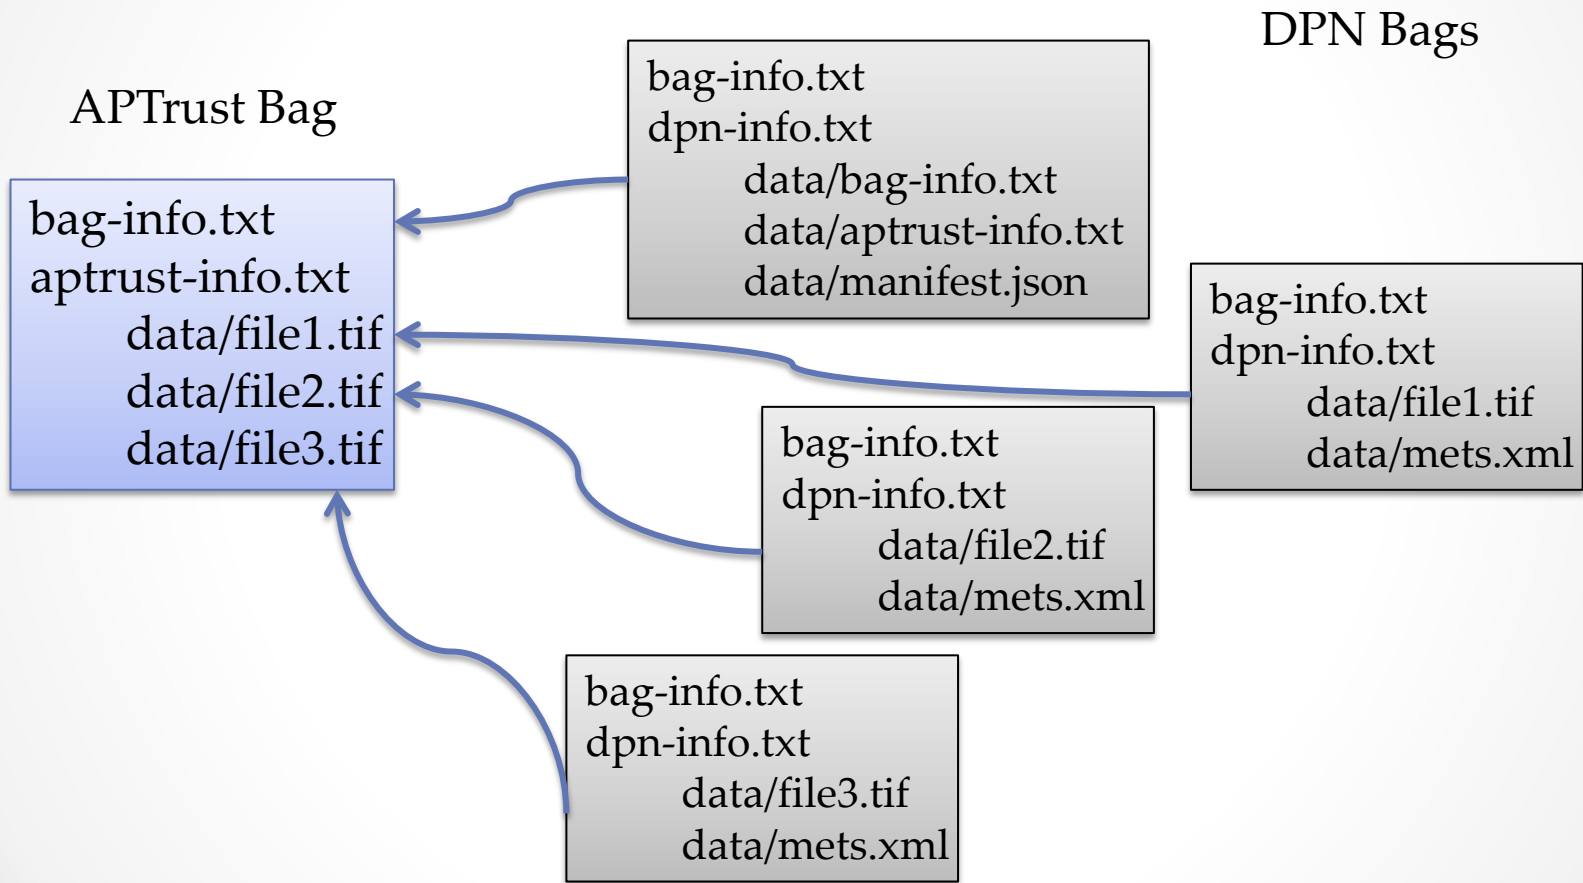 DPN Bags
APTrust Bag
bag-info.txt
aptrust-info.txt
data/file1.tif
data/file2.tif
data/file3.tif
bag-info.txt
dpn-info.txt
data/bag-info.txt
data/aptrust-info.txt
data/manifest.json
bag-info.txt
dpn-info.txt
data/file1.tif
data/mets.xml
bag-info.txt
dpn-info.txt
data/file2.tif
data/mets.xml
bag-info.txt
dpn-info.txt
data/file3.tif
data/mets.xml